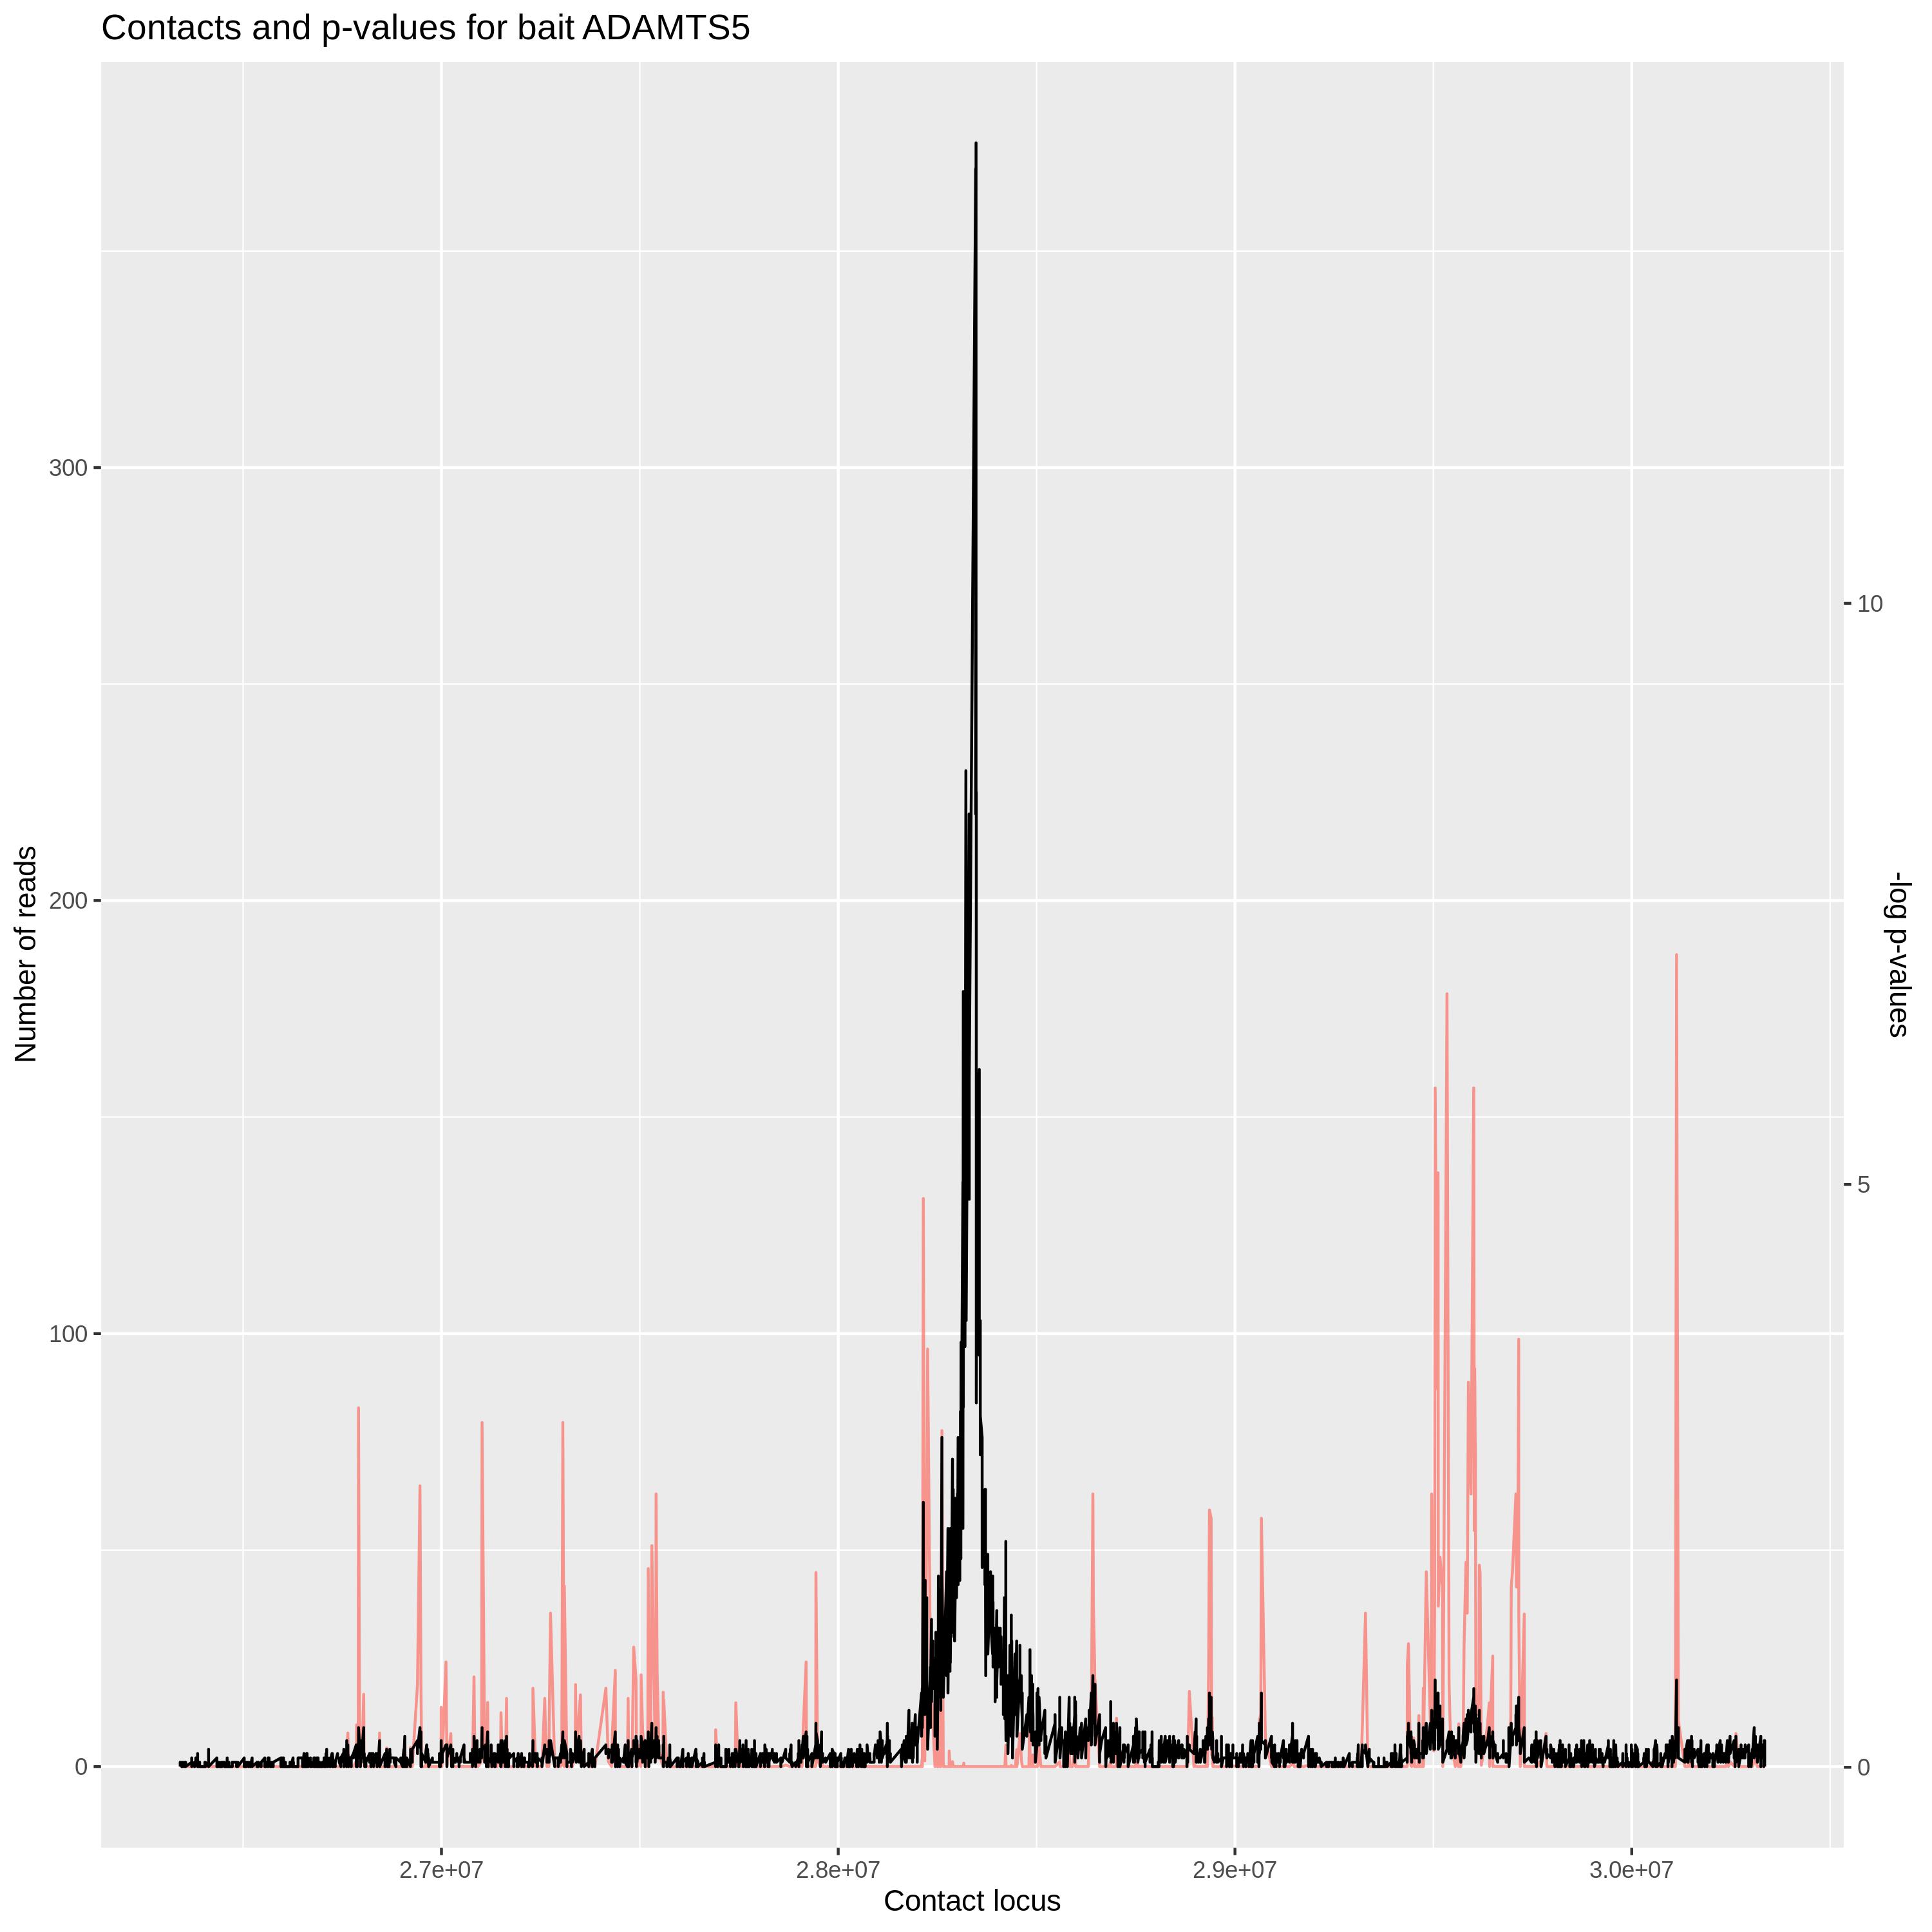 Contacts and p-values for bait ADAMTS5
Number of reads
300
200
100
0
10
5
0
-log p-values
2.7e+07
2.8e+07
2.9e+07
3.0e+07
Contact locus